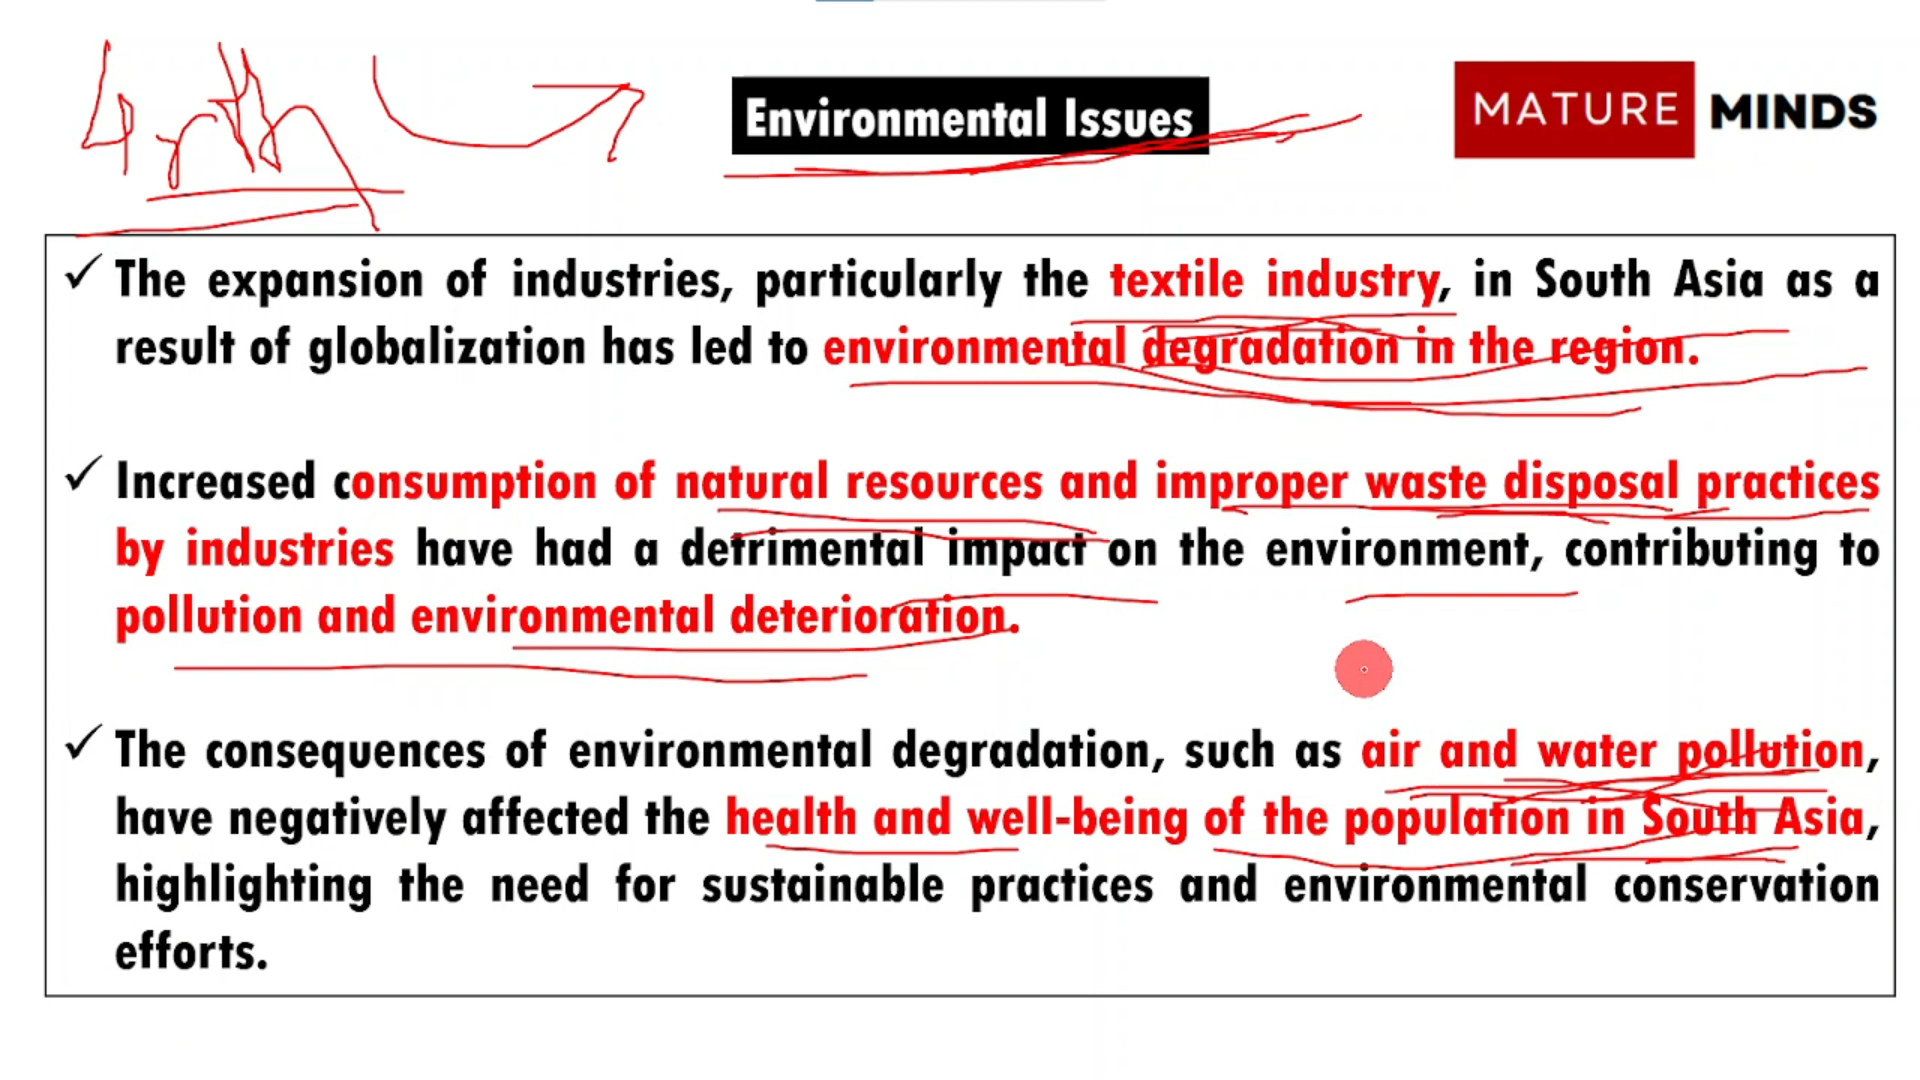 Environmental Issues
MATURE MINDS
✓ The expansion of industries, particularly the textile industry, in South Asia as a
result of globalization has led to environmental degradation in the region.
✓ Increased consumption of natural resources and improper waste disposal practices
by industries have had a detrimental impact on the environment, contributing to
pollution and environmental deterioration.
✓ The consequences of environmental degradation, such as air and water pollution,
have negatively affected the health and well-being of the population in South Asia,
highlighting the need for sustainable practices and environmental conservation
efforts.